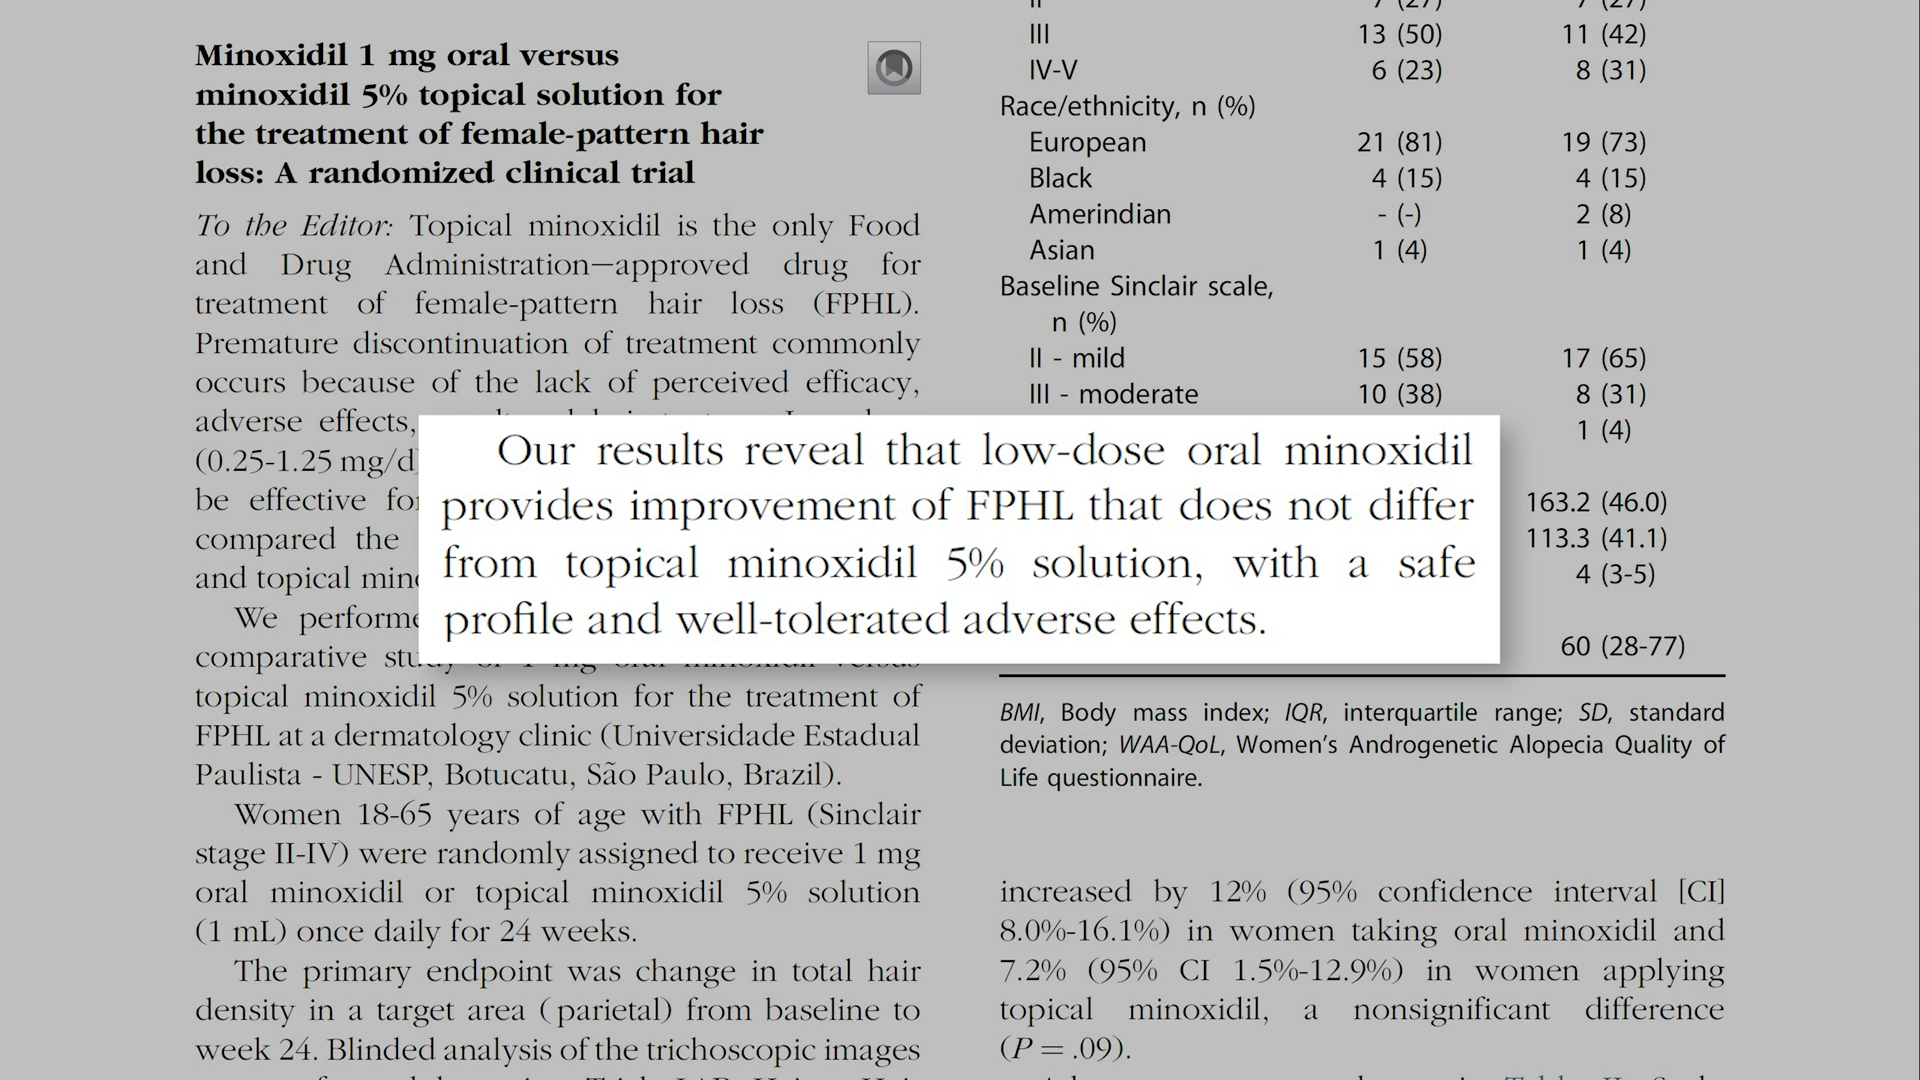 Minoxidil 1 mg oral versus
minoxidil 5% topical solution for
the treatment of female-pattern hair
loss: A randomized clinical trial
To the Editor: Topical minoxidil is the only Food
and Drug Administration—approved drug for
treatment of female-pattern hair loss (FPHL).
Premature discontinuation of treatment commonly
occurs because of the lack of perceived efficacy,
adverse effects,
(0.25-1.25 mg/d)
be effective for
compared the
and topical
We
comparative
topical minoxidil 5% solution for the treatment of
FPHL at a dermatology clinic (Universidade Estadual
Paulista - UNESP, Botucatu, São Paulo, Brazil).
Women 18-65 years of age with FPHL (Sinclair
stage II-IV) were randomly assigned to receive 1 mg
oral minoxidil or topical minoxidil 5% solution
(1 mL) once daily for 24 weeks.
The primary endpoint was change in total hair
density in a target area (parietal) from baseline to
week 24. Blinded analysis of the trichoscopic images
Our results reveal that low-dose oral minoxidil
provides improvement of FPHL that does not differ
from topical minoxidil 5% solution, with a safe
profile and well-tolerated adverse effects.
II 7 (27) 7 (27)
III 13 (50) 11 (42)
IV-V 6 (23) 8 (31)
Race/ethnicity, n (%)
European 21 (81) 19 (73)
Black 4 (15) 4 (15)
Amerindian - (-) 2 (8)
Asian 1 (4) 1 (4)
Baseline Sinclair scale,
n (%)
II - mild 15 (58) 17 (65)
III - moderate 10 (38) 8 (31)
1 (4)
163.2 (46.0)
113.3 (41.1)
4 (3-5)
60 (28-77)
BMI, Body mass index; IQR, interquartile range; SD, standard
deviation; WAA-QoL, Women's Androgenetic Alopecia Quality of
Life questionnaire.
increased by 12% (95% confidence interval [CI]
8.0%-16.1%) in women taking oral minoxidil and
7.2% (95% CI 1.5%-12.9%) in women applying
topical minoxidil, a nonsignificant difference
(P = .09).